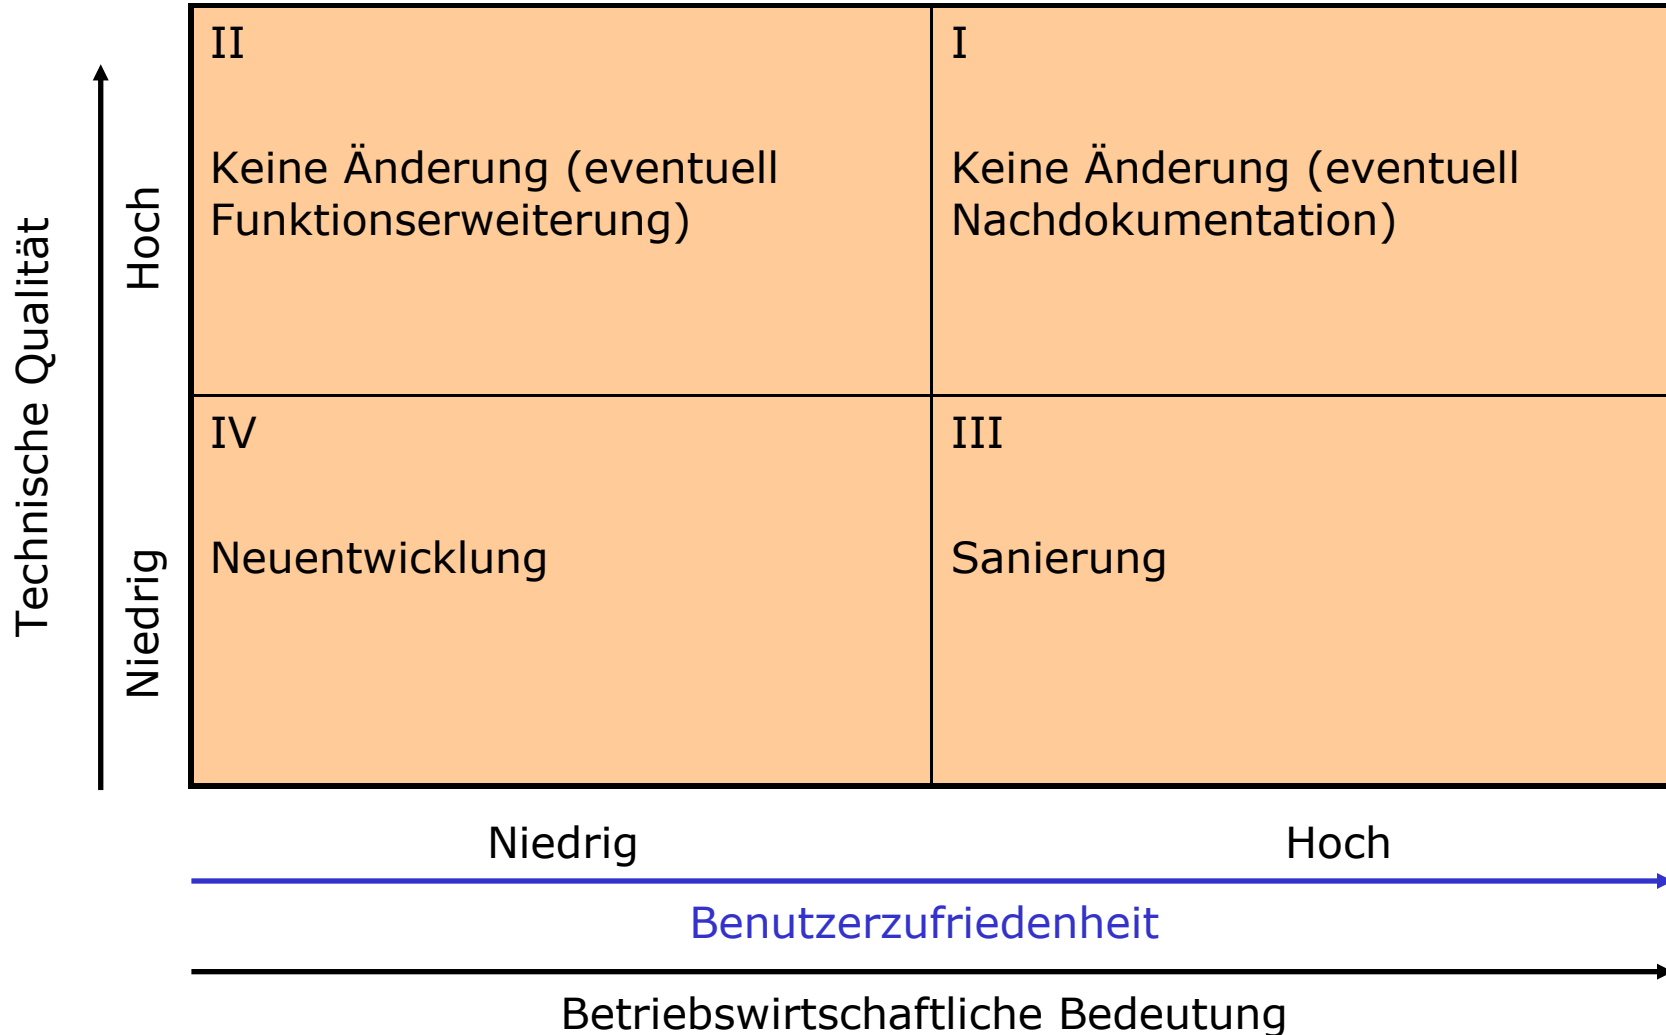 II
Keine Änderung (eventuell
Funktionserweiterung)
I
Keine Änderung (eventuell
Nachdokumentation)
Technische Qualität
Hoch
Niedrig
IV
Neuentwicklung
III
Sanierung
Niedrig
Hoch
Benutzerzufriedenheit
Betriebswirtschaftliche Bedeutung